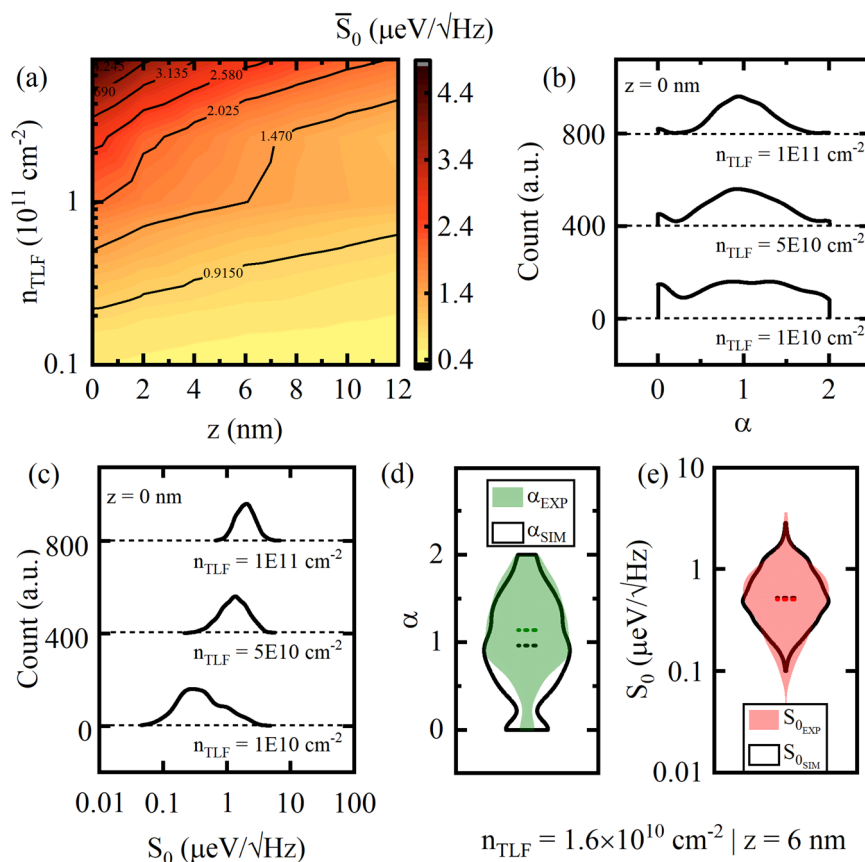 S̅₀ (μeV/√Hz)
(a)
3.135
2.580
2.025
1.470
0.9150
n_TLF (10¹¹ cm⁻²)
1
0.1
0 2 4 6 8 10 12
z (nm)
4.4
3.4
2.4
1.4
0.4
(b)
z = 0 nm
Count (a.u.)
800
n_TLF = 1E11 cm⁻²
400
n_TLF = 5E10 cm⁻²
0
n_TLF = 1E10 cm⁻²
0 1 2
α
(c)
z = 0 nm
Count (a.u.)
800
n_TLF = 1E11 cm⁻²
400
n_TLF = 5E10 cm⁻²
0
n_TLF = 1E10 cm⁻²
0.01 0.1 1 10 100
S₀ (μeV/√Hz)
(d)
α_EXP
α_SIM
α
2
1
0
(e)
S₀ (μeV/√Hz)
10
1
0.1
0.01
S_0_EXP
S_0_SIM
n_TLF = 1.6×10¹⁰ cm⁻² | z = 6 nm